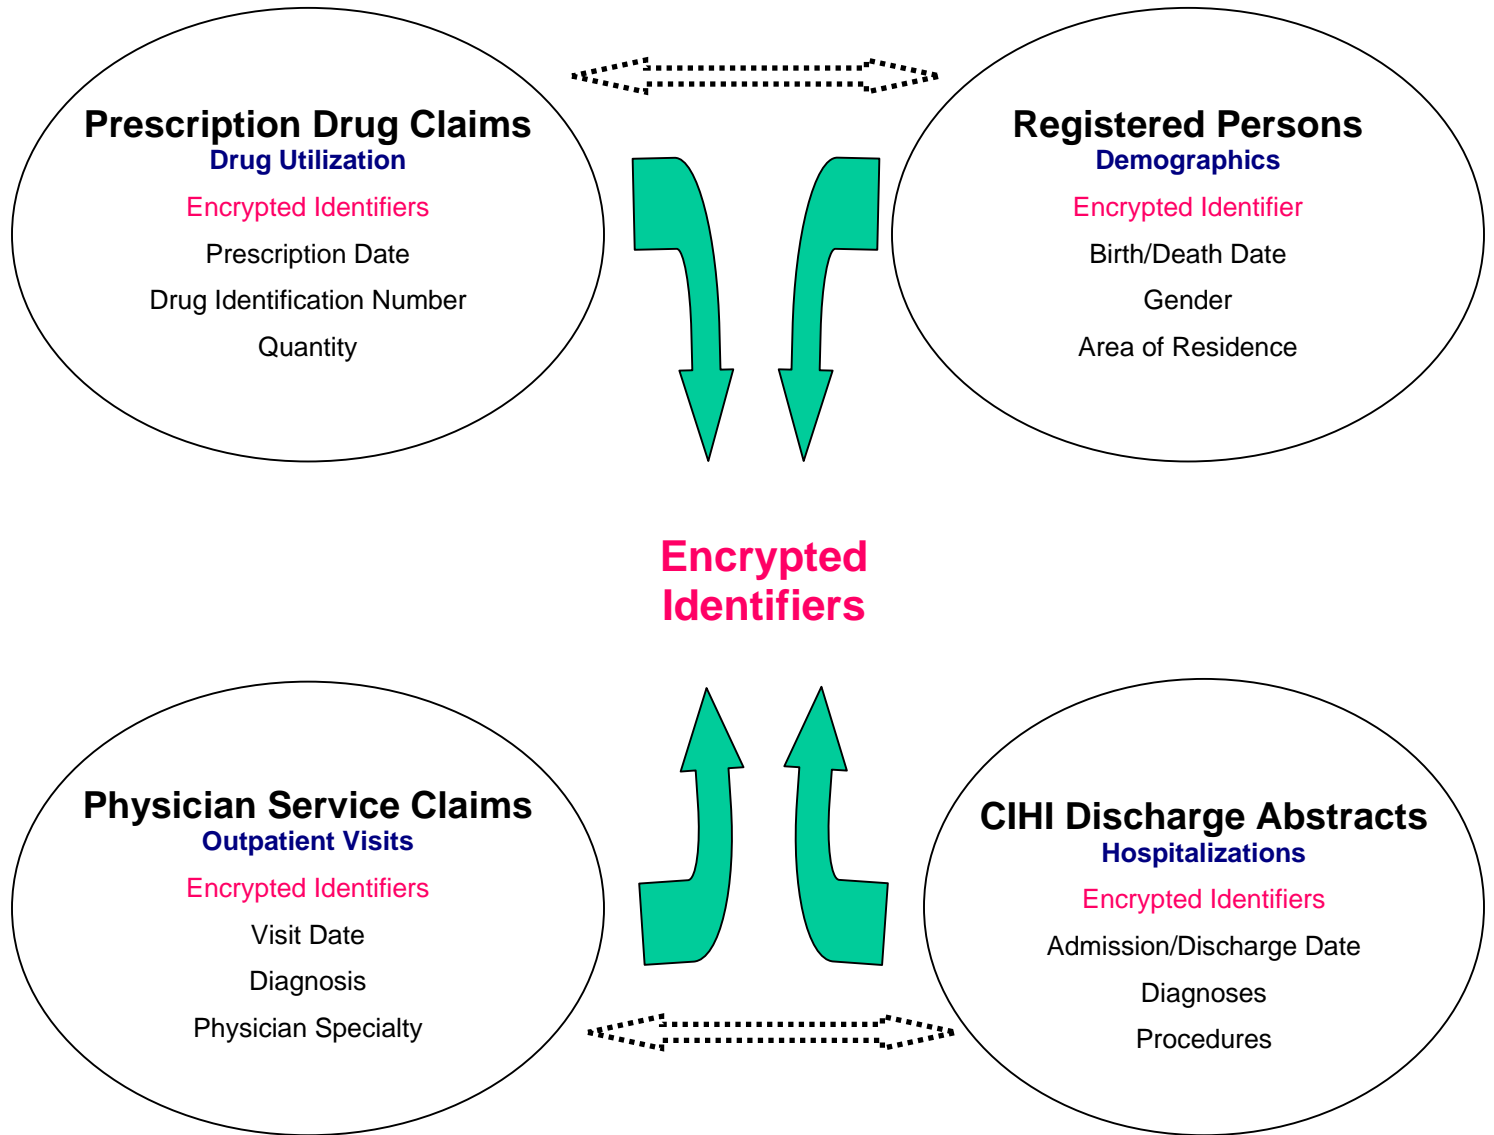 Prescription Drug Claims
Drug Utilization
Encrypted Identifiers
Prescription Date
Drug Identification Number
Quantity
Registered Persons
Demographics
Encrypted Identifier
Birth/Death Date
Gender
Area of Residence
Encrypted
Identifiers
Physician Service Claims
Outpatient Visits
Encrypted Identifiers
Visit Date
Diagnosis
Physician Specialty
CIHI Discharge Abstracts
Hospitalizations
Encrypted Identifiers
Admission/Discharge Date
Diagnoses
Procedures